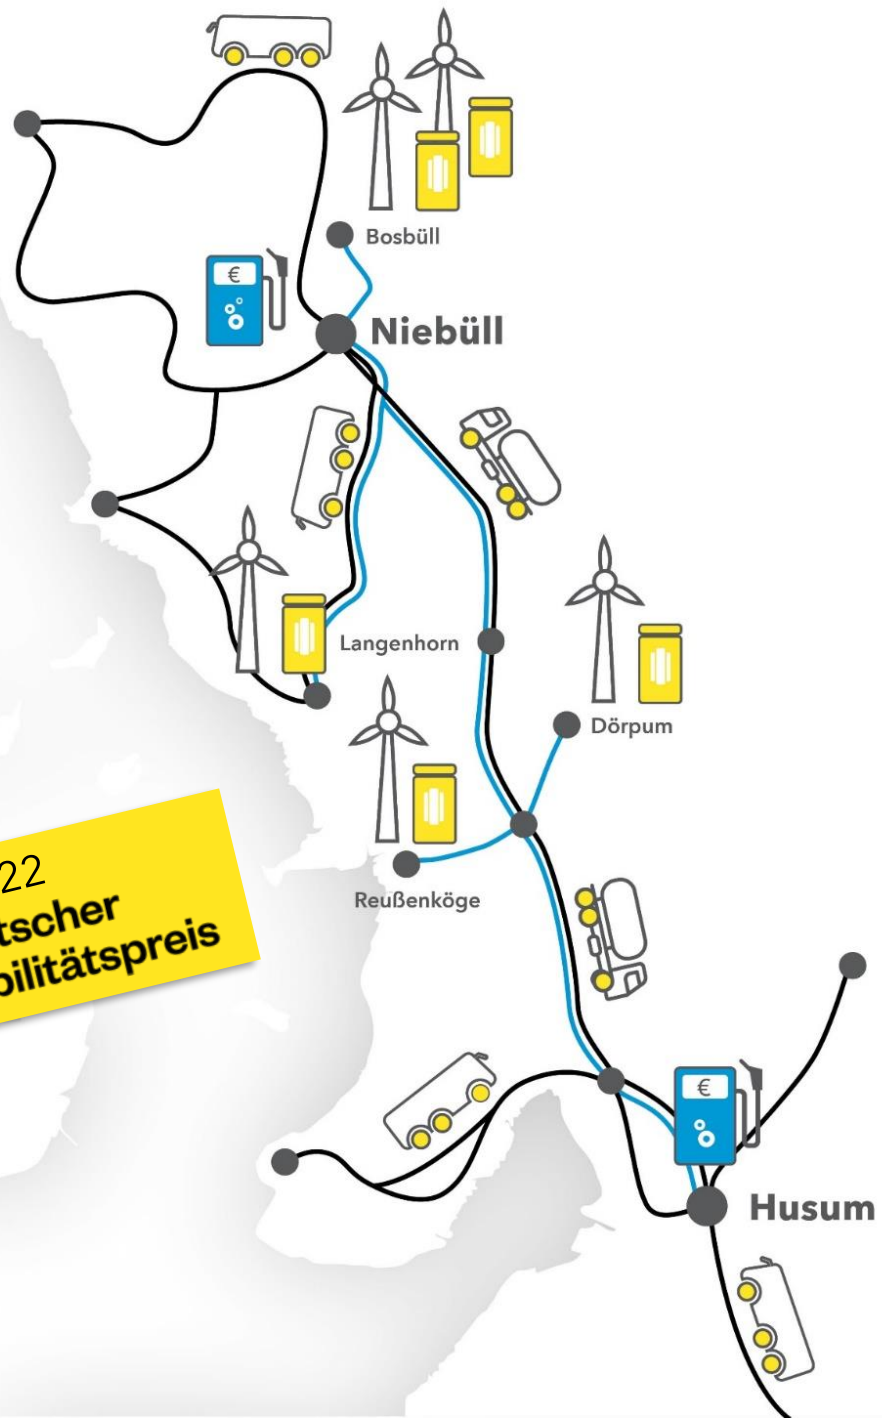 Bosbüll
€
Niebüll
Langenhorn
Dörpum
Reußenköge
22
tscher
bilitätspreis
€
Husum